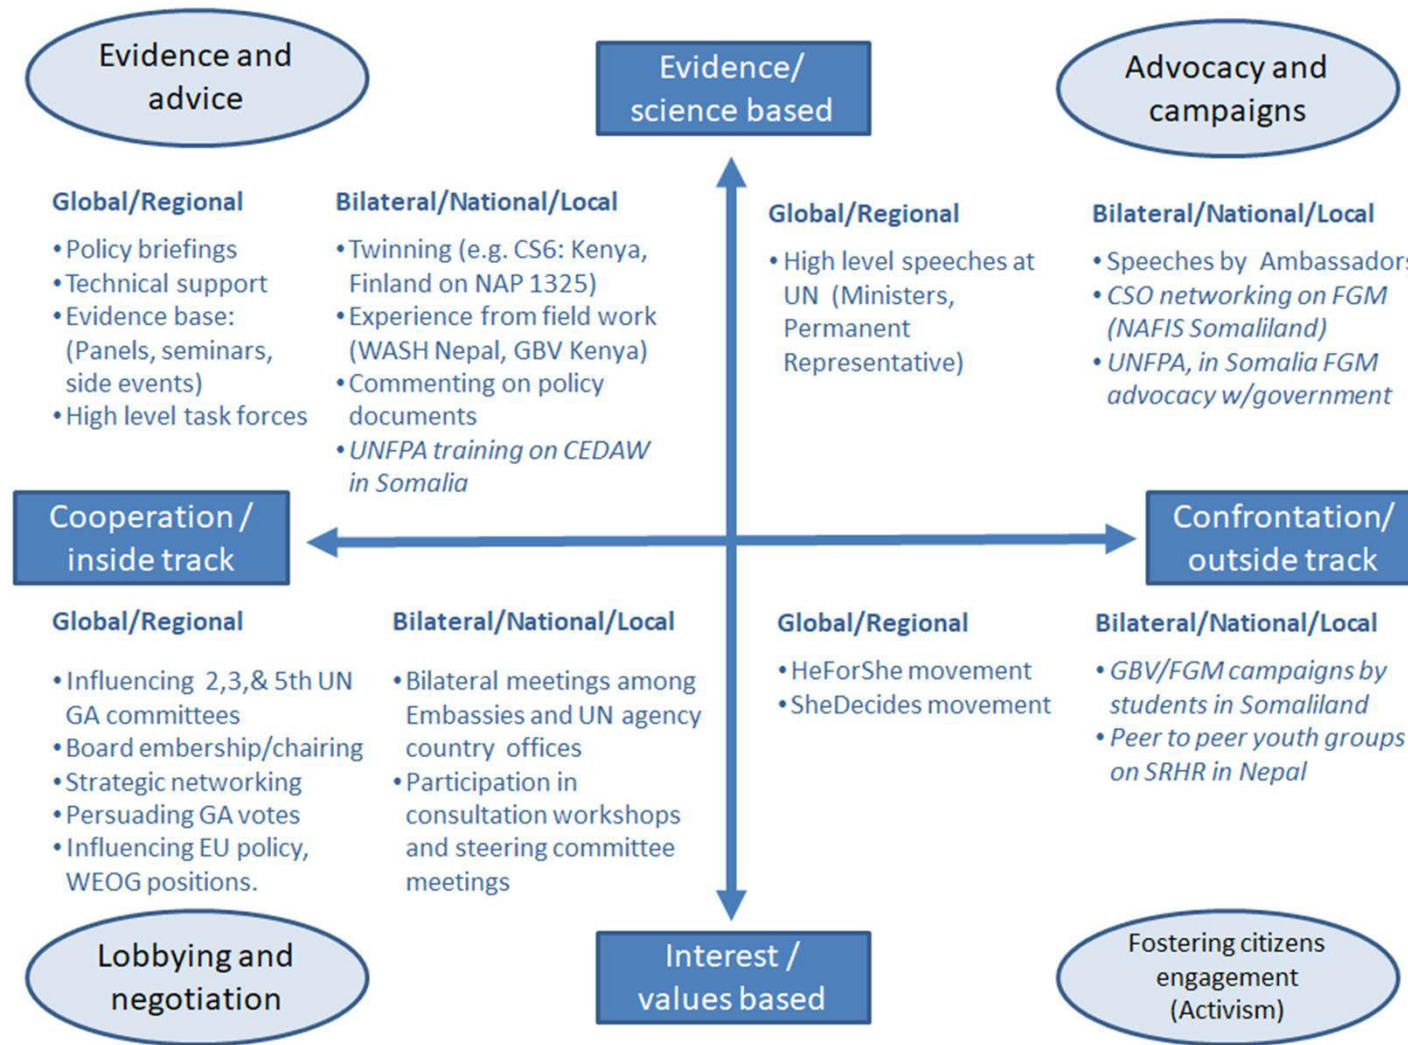 Evidence and
advice
Evidence/
science based
Advocacy and
campaigns
Global/Regional
• Policy briefings
• Technical support
• Evidence base:
(Panels, seminars,
side events)
• High level task forces
Bilateral/National/Local
• Twinning (e.g. CS6: Kenya,
Finland on NAP 1325)
• Experience from field work
(WASH Nepal, GBV Kenya)
• Commenting on policy
documents
• UNFPA training on CEDAW
in Somalia
Global/Regional
• High level speeches at
UN (Ministers,
Permanent
Representative)
Bilateral/National/Local
• Speeches by Ambassadors
• CSO networking on FGM
(NAFIS Somaliland)
• UNFPA, in Somalia FGM
advocacy w/government
Cooperation /
inside track
Confrontation/
outside track
Global/Regional
• Influencing 2,3,& 5th UN
GA committees
• Board embership/chairing
• Strategic networking
• Persuading GA votes
• Influencing EU policy,
WEOG positions.
Bilateral/National/Local
• Bilateral meetings among
Embassies and UN agency
country offices
• Participation in
consultation workshops
and steering committee
meetings
Global/Regional
• HeForShe movement
• SheDecides movement
Bilateral/National/Local
• GBV/FGM campaigns by
students in Somaliland
• Peer to peer youth groups
on SRHR in Nepal
Lobbying and
negotiation
Interest /
values based
Fostering citizens
engagement
(Activism)